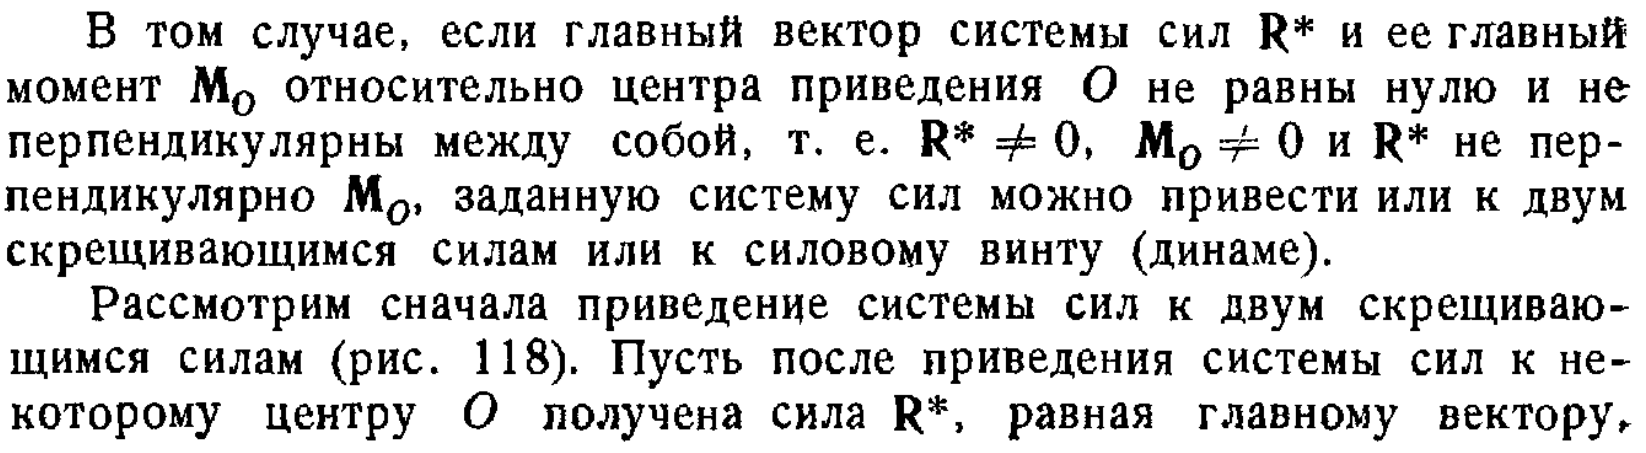 В том случае, если главный вектор системы сил R* и ее главный
момент M_O относительно центра приведения O не равны нулю и не
перпендикулярны между собой, т. е. R* ≠ 0, M_O ≠ 0 и R* не пер-
пендикулярно M_O, заданную систему сил можно привести или к двум
скрещивающимся силам или к силовому винту (динаме).
Рассмотрим сначала приведение системы сил к двум скрещиваю-
щимся силам (рис. 118). Пусть после приведения системы сил к не-
которому центру O получена сила R*, равная главному вектору,